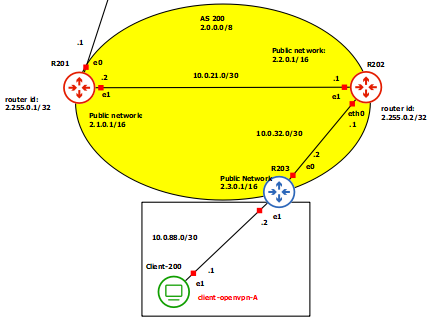 AS 200
2.0.0.0/8
.1
R201
e0
Public network:
2.2.0.1/16
R202
.2
10.0.21.0/30
.1
e1
e1
router id:
2.255.0.1/32
eth0
router id:
2.255.0.2/32
Public network:
2.1.0.1/16
.1
10.0.32.0/30
.2
R203
e0
Public Network
2.3.0.1/16
e1
.2
10.0.88.0/30
Client-200
.1
e1
client-openvpn-A